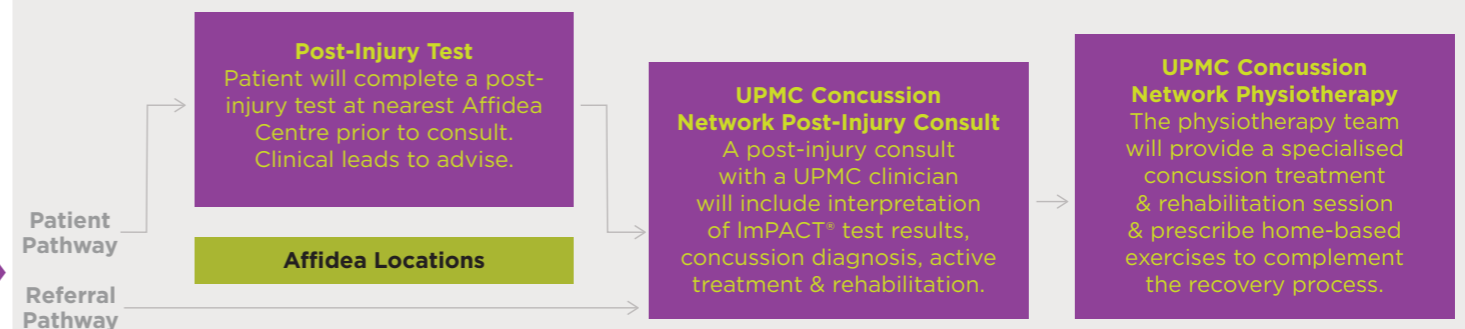 Post-Injury Test
Patient will complete a post-
injury test at nearest Affidea
Centre prior to consult.
Clinical leads to advise.
Patient
Pathway
Affidea Locations
Referral
Pathway
UPMC Concussion
Network Post-Injury Consult
A post-injury consult
with a UPMC clinician
will include interpretation
of ImPACT® test results,
concussion diagnosis, active
treatment & rehabilitation.
UPMC Concussion
Network Physiotherapy
The physiotherapy team
will provide a specialised
concussion treatment
& rehabilitation session
& prescribe home-based
exercises to complement
the recovery process.